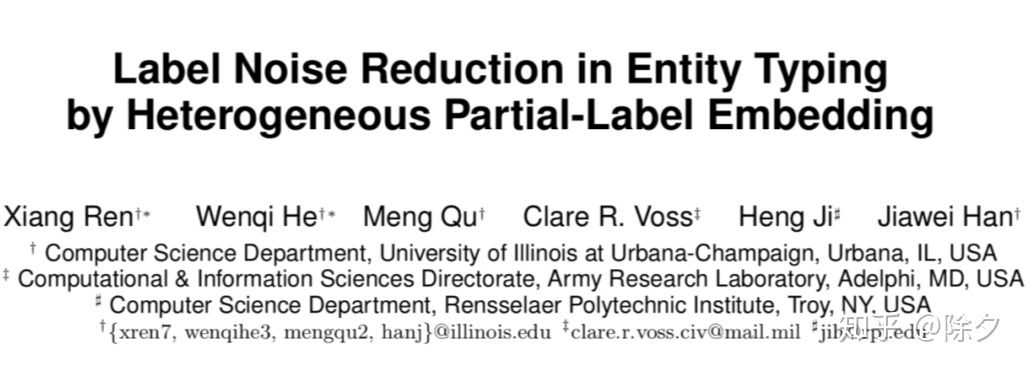 Label Noise Reduction in Entity Typing
by Heterogeneous Partial-Label Embedding
Xiang Ren†* Wenqi He†* Meng Qu† Clare R. Voss‡ Heng Ji♯ Jiawei Han†
† Computer Science Department, University of Illinois at Urbana-Champaign, Urbana, IL, USA
‡ Computational & Information Sciences Directorate, Army Research Laboratory, Adelphi, MD, USA
♯ Computer Science Department, Rensselaer Polytechnic Institute, Troy, NY. USA
†{xren7, wenqihe3, mengqu2, hanj}@illinois.edu ‡clare.r.voss.civ@mail.mil
知乎 @除夕